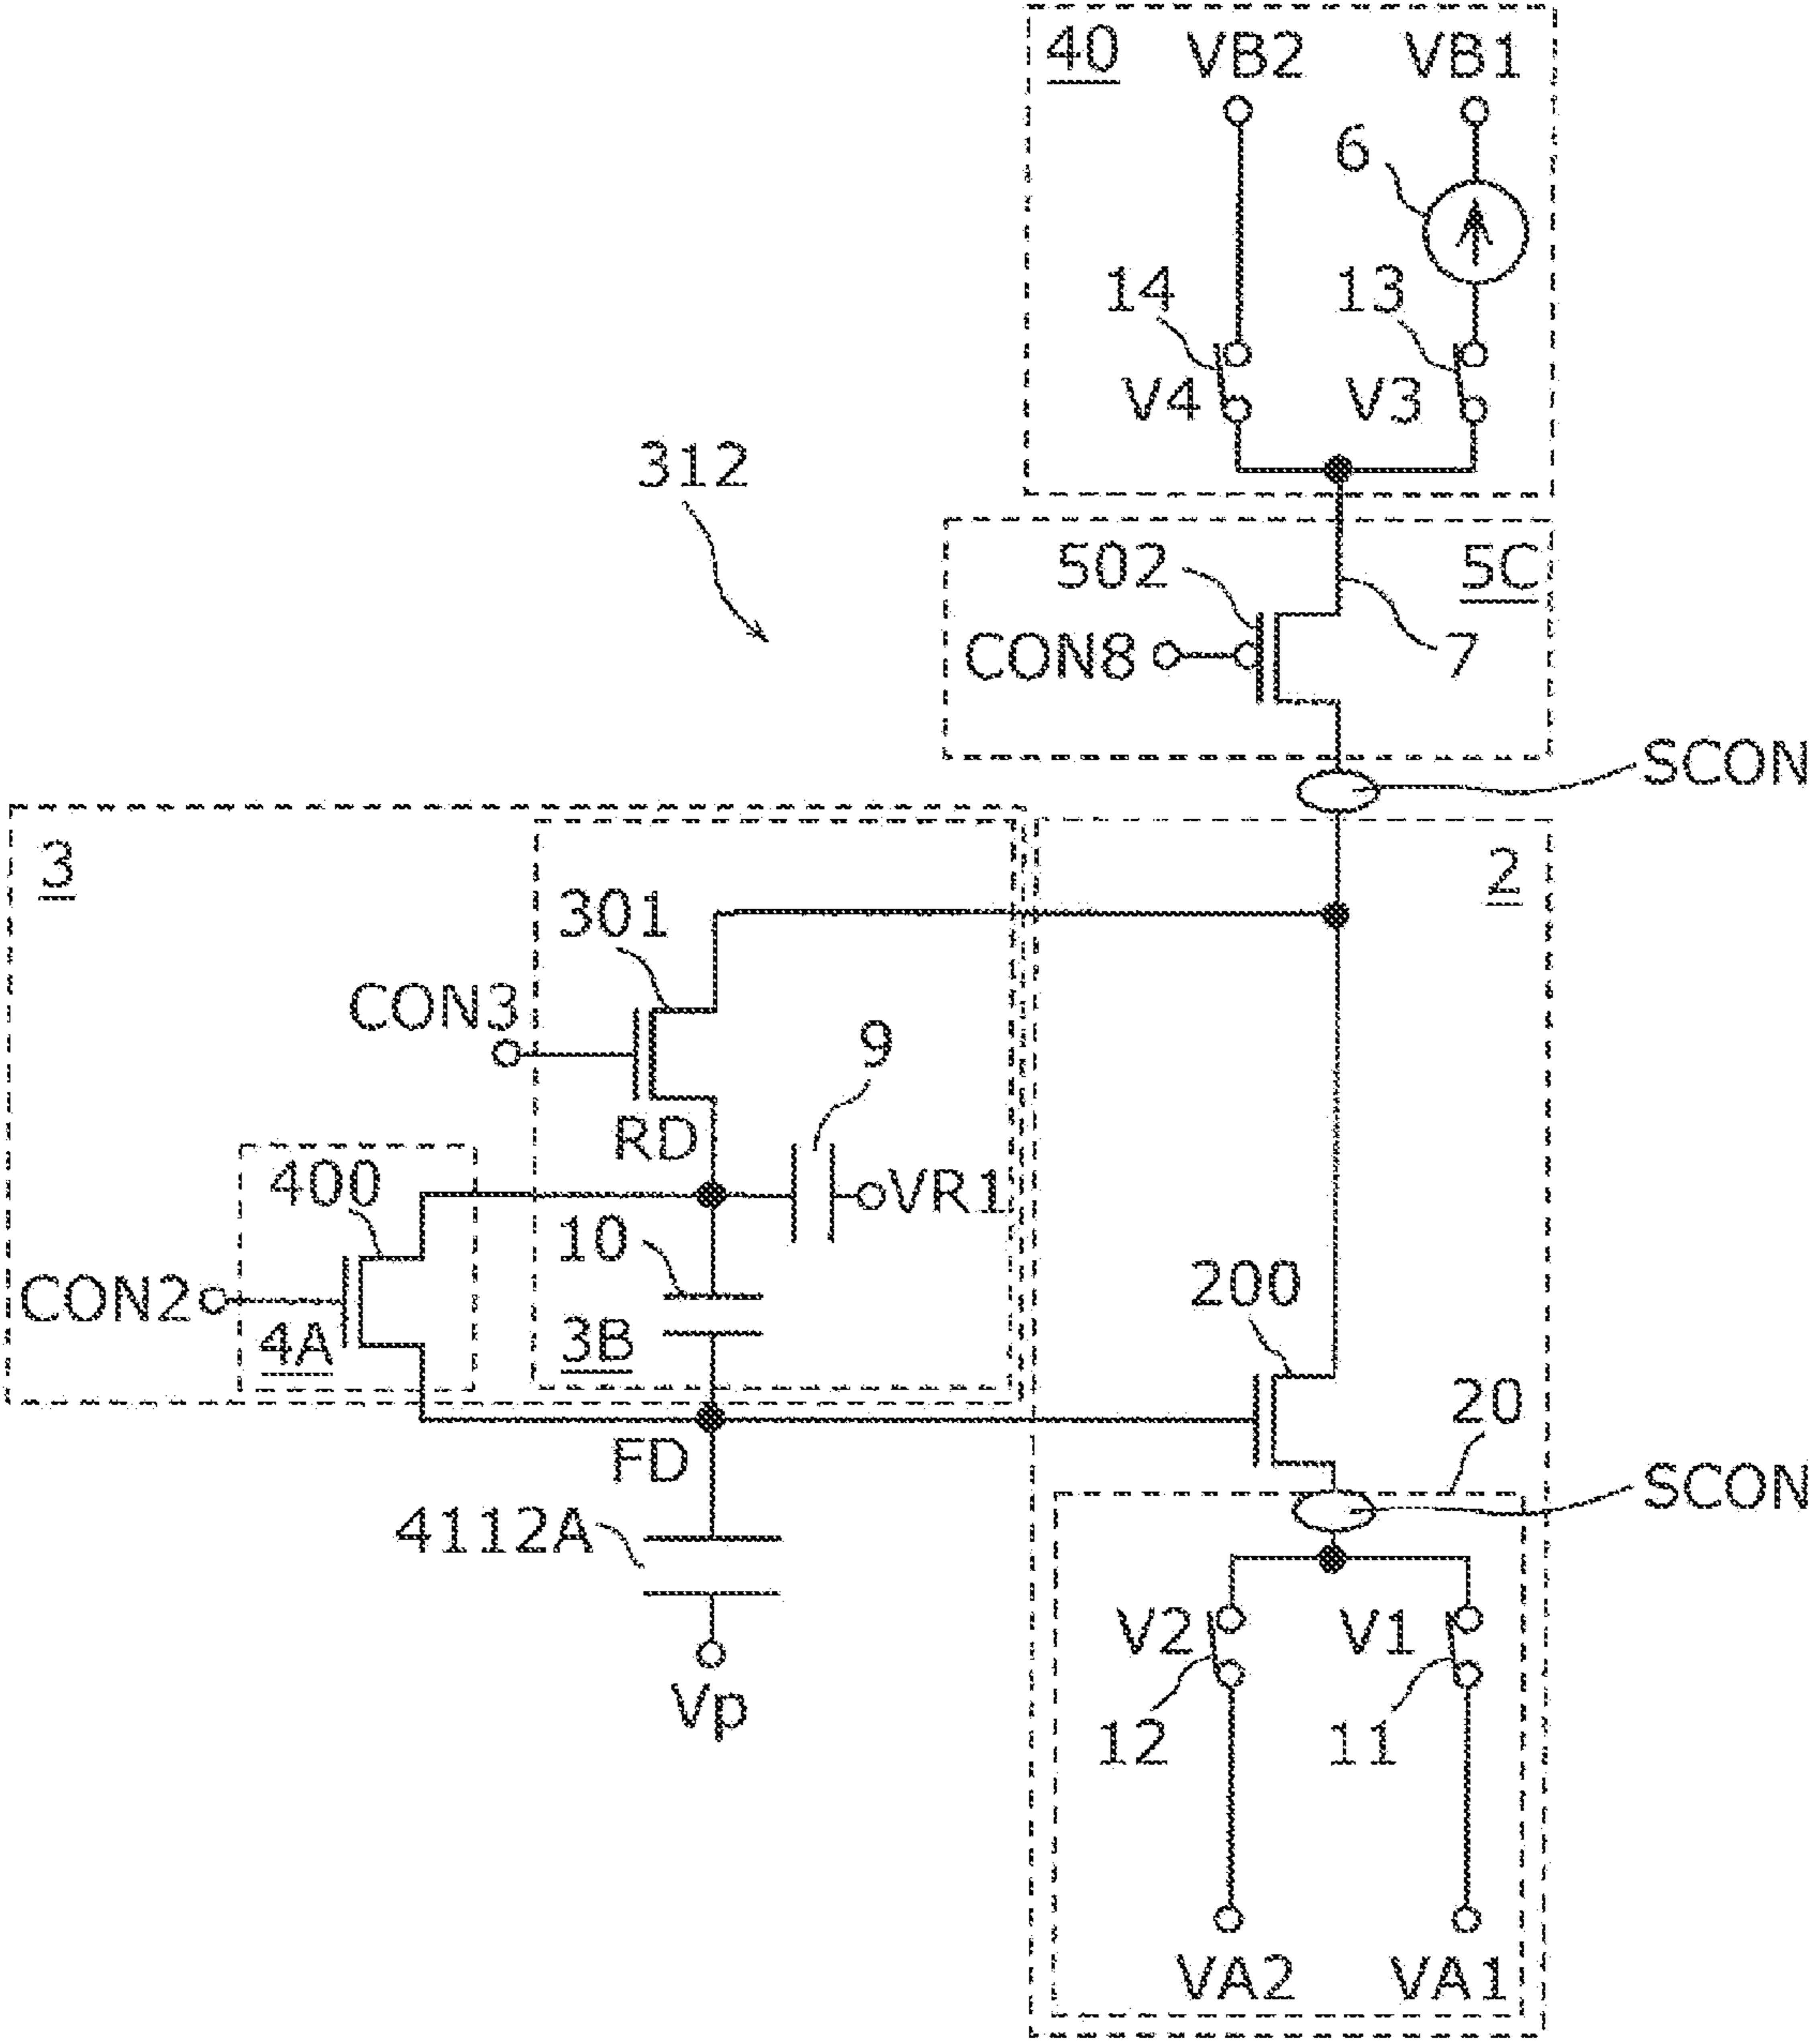 40 VB2 VB1
6
14 13
V4 V3
312
502 5C
CON8 7
SCON
3 2
301
CON3 9
RD
400 VR1
10
CON2 200
4A 3B
20
FD SCON
4112A
V2 V1
Vp
12 11
VA2 VA1